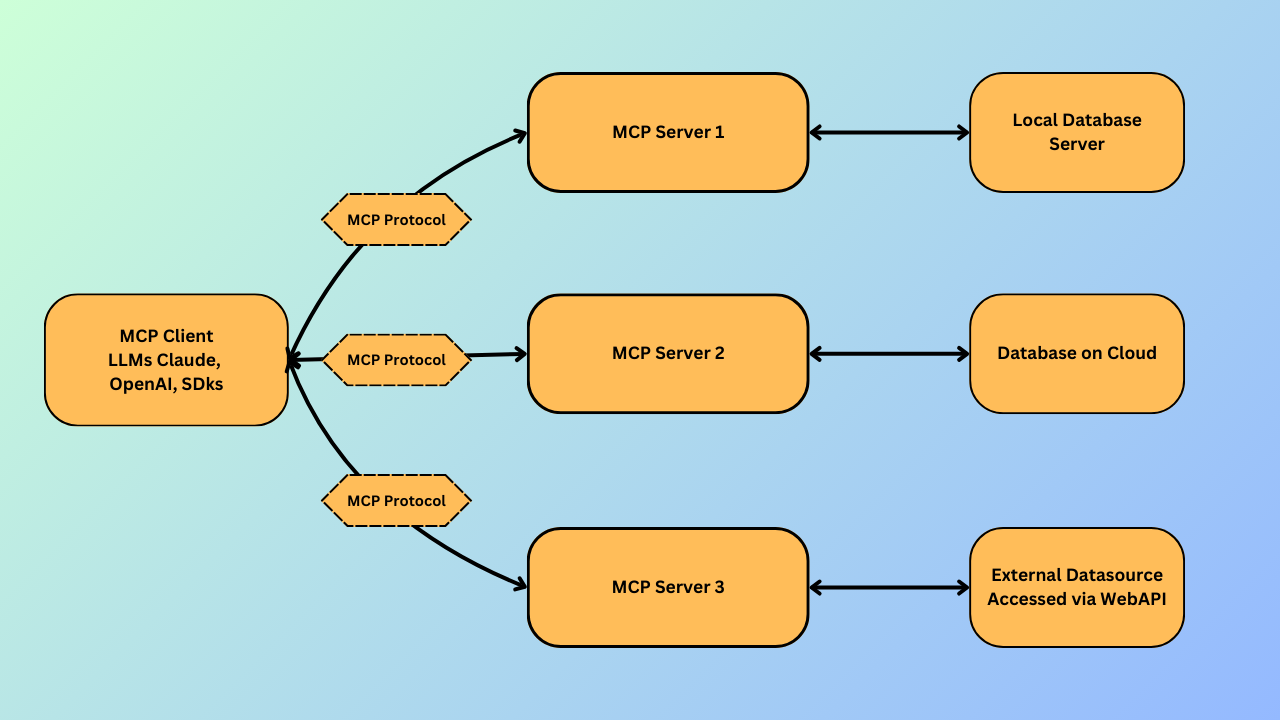 MCP Server 1
Local Database
Server
MCP Protocol
MCP Client
LLMs Claude,
OpenAI, SDks
MCP Protocol
MCP Server 2
Database on Cloud
MCP Protocol
MCP Server 3
External Datasource
Accessed via WebAPI